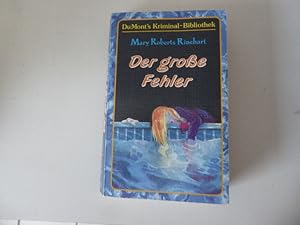 DuMont's Kriminal-Bibliothek
Mary Roberts Rinehart
Der große
Fehler